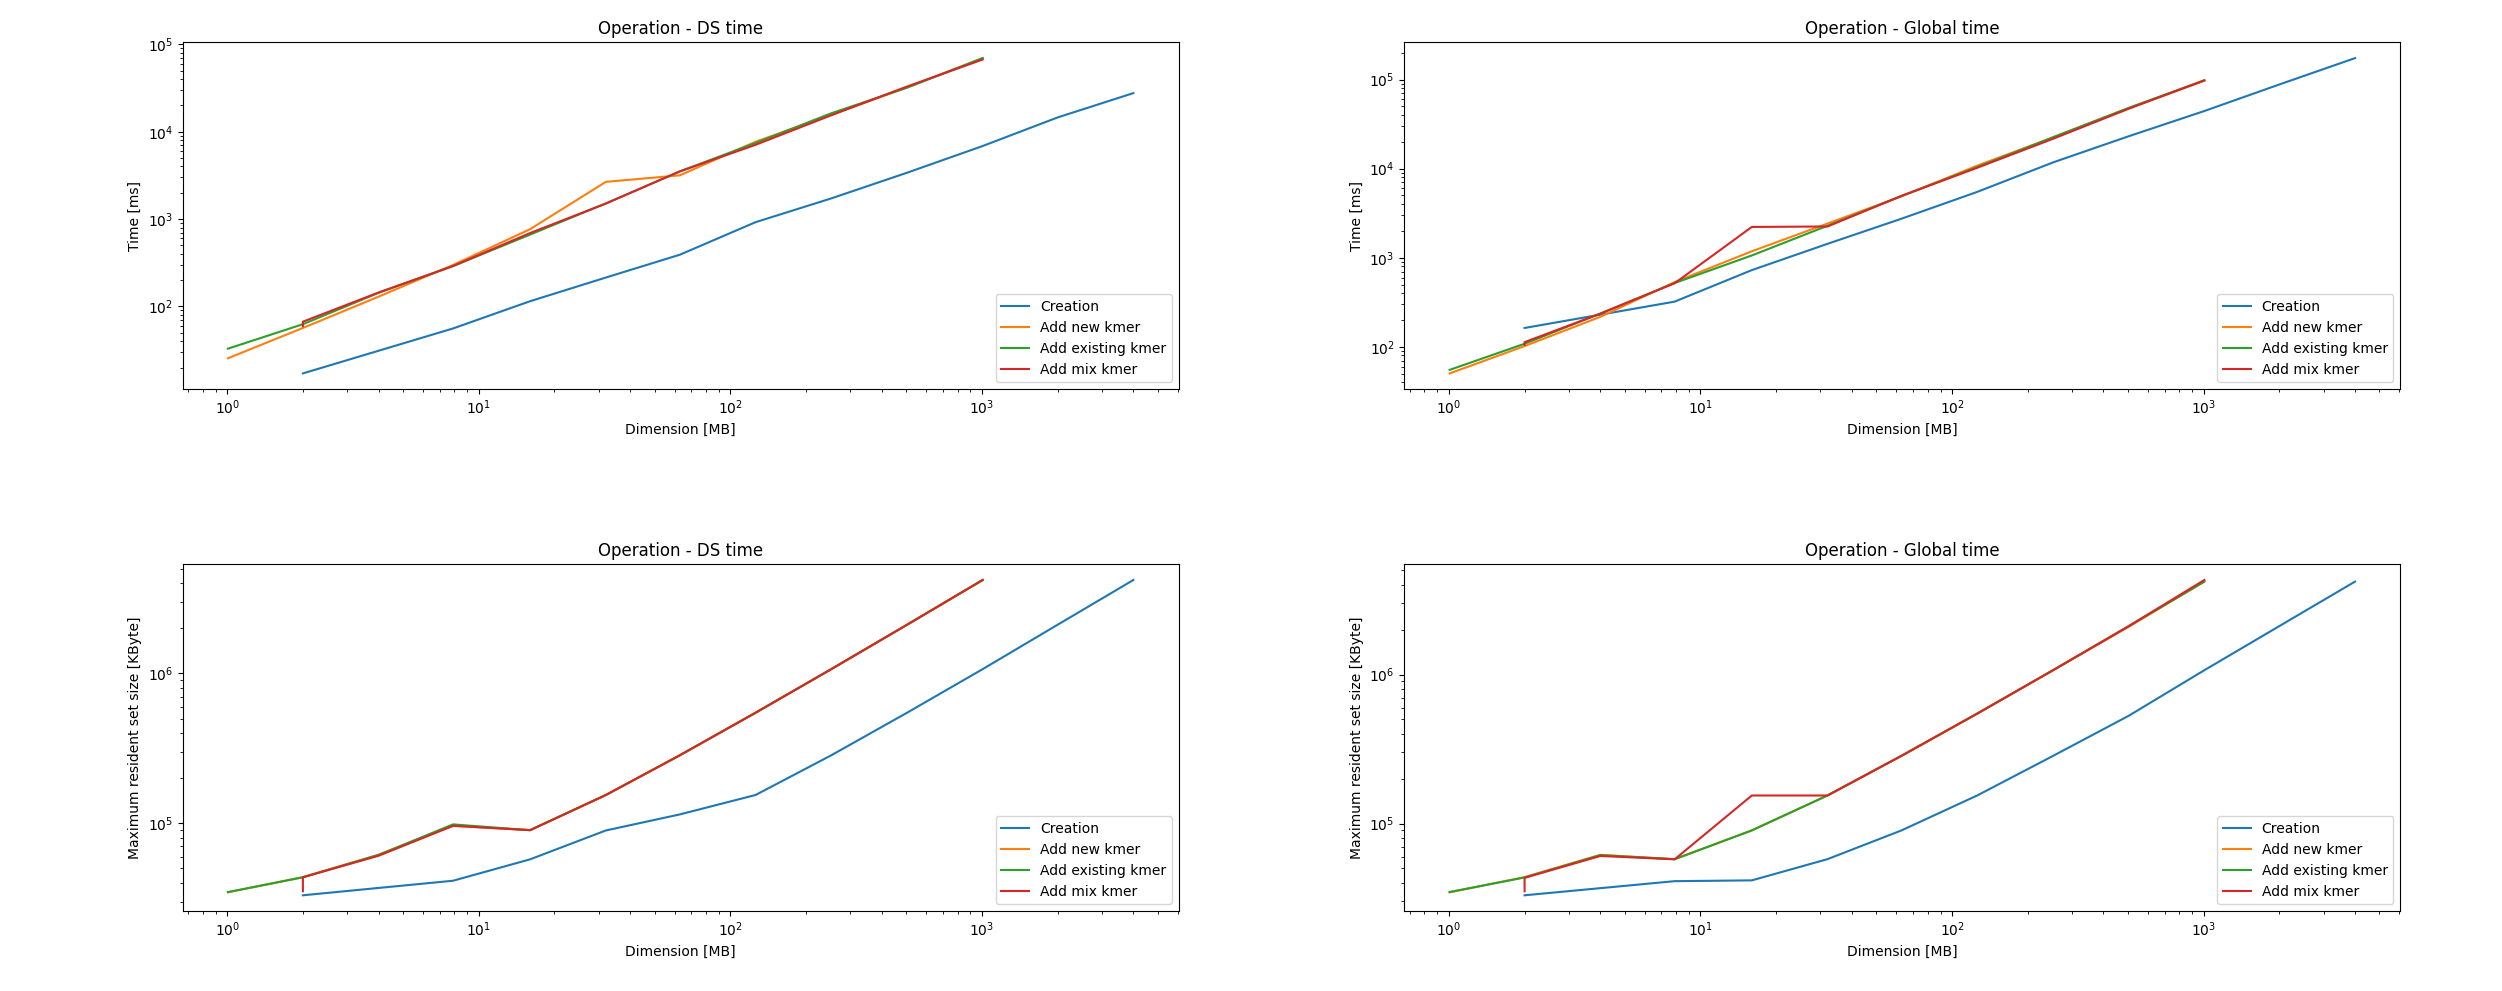 Operation - DS time
Time [ms]
10^5
10^4
10^3
10^2
10^0
10^1
10^2
10^3
Dimension [MB]
Creation
Add new kmer
Add existing kmer
Add mix kmer
Operation - Global time
Time [ms]
10^5
10^4
10^3
10^2
10^0
10^1
10^2
10^3
Dimension [MB]
Creation
Add new kmer
Add existing kmer
Add mix kmer
Operation - DS time
Maximum resident set size [KByte]
10^6
10^5
10^0
10^1
10^2
10^3
Dimension [MB]
Creation
Add new kmer
Add existing kmer
Add mix kmer
Operation - Global time
Maximum resident set size [KByte]
10^6
10^5
10^0
10^1
10^2
10^3
Dimension [MB]
Creation
Add new kmer
Add existing kmer
Add mix kmer